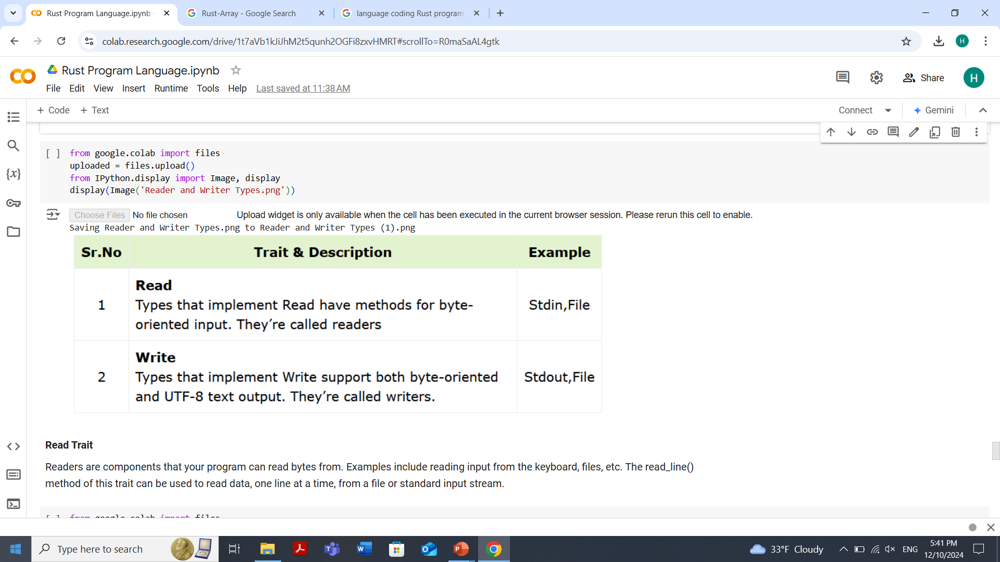 Rust Program Language.ipynb
Rust-Array - Google Search
language coding Rust program
colab.research.google.com/drive/1t7aVb1kJiJhM2t5qunh2OGFi8zxvHMRT#scrollTo=R0maSaAL4gtk
H
Rust Program Language.ipynb
File Edit View Insert Runtime Tools Help Last saved at 11:38 AM
Share
H
+ Code + Text
Connect
Gemini
[ ] from google.colab import files
uploaded = files.upload()
from IPython.display import Image, display
display(Image('Reader and Writer Types.png'))
{x}
Choose Files No file chosen Upload widget is only available when the cell has been executed in the current browser session. Please rerun this cell to enable.
Saving Reader and Writer Types.png to Reader and Writer Types (1).png
Sr.No Trait & Description Example
Read
1 Types that implement Read have methods for byte- Stdin,File
oriented input. They’re called readers
Write
2 Types that implement Write support both byte-oriented Stdout,File
and UTF-8 text output. They’re called writers.
Read Trait
Readers are components that your program can read bytes from. Examples include reading input from the keyboard, files, etc. The read_line()
method of this trait can be used to read data, one line at a time, from a file or standard input stream.
[ ] from google.colab import files
Type here to search
33°F Cloudy
ENG
5:41 PM
12/10/2024